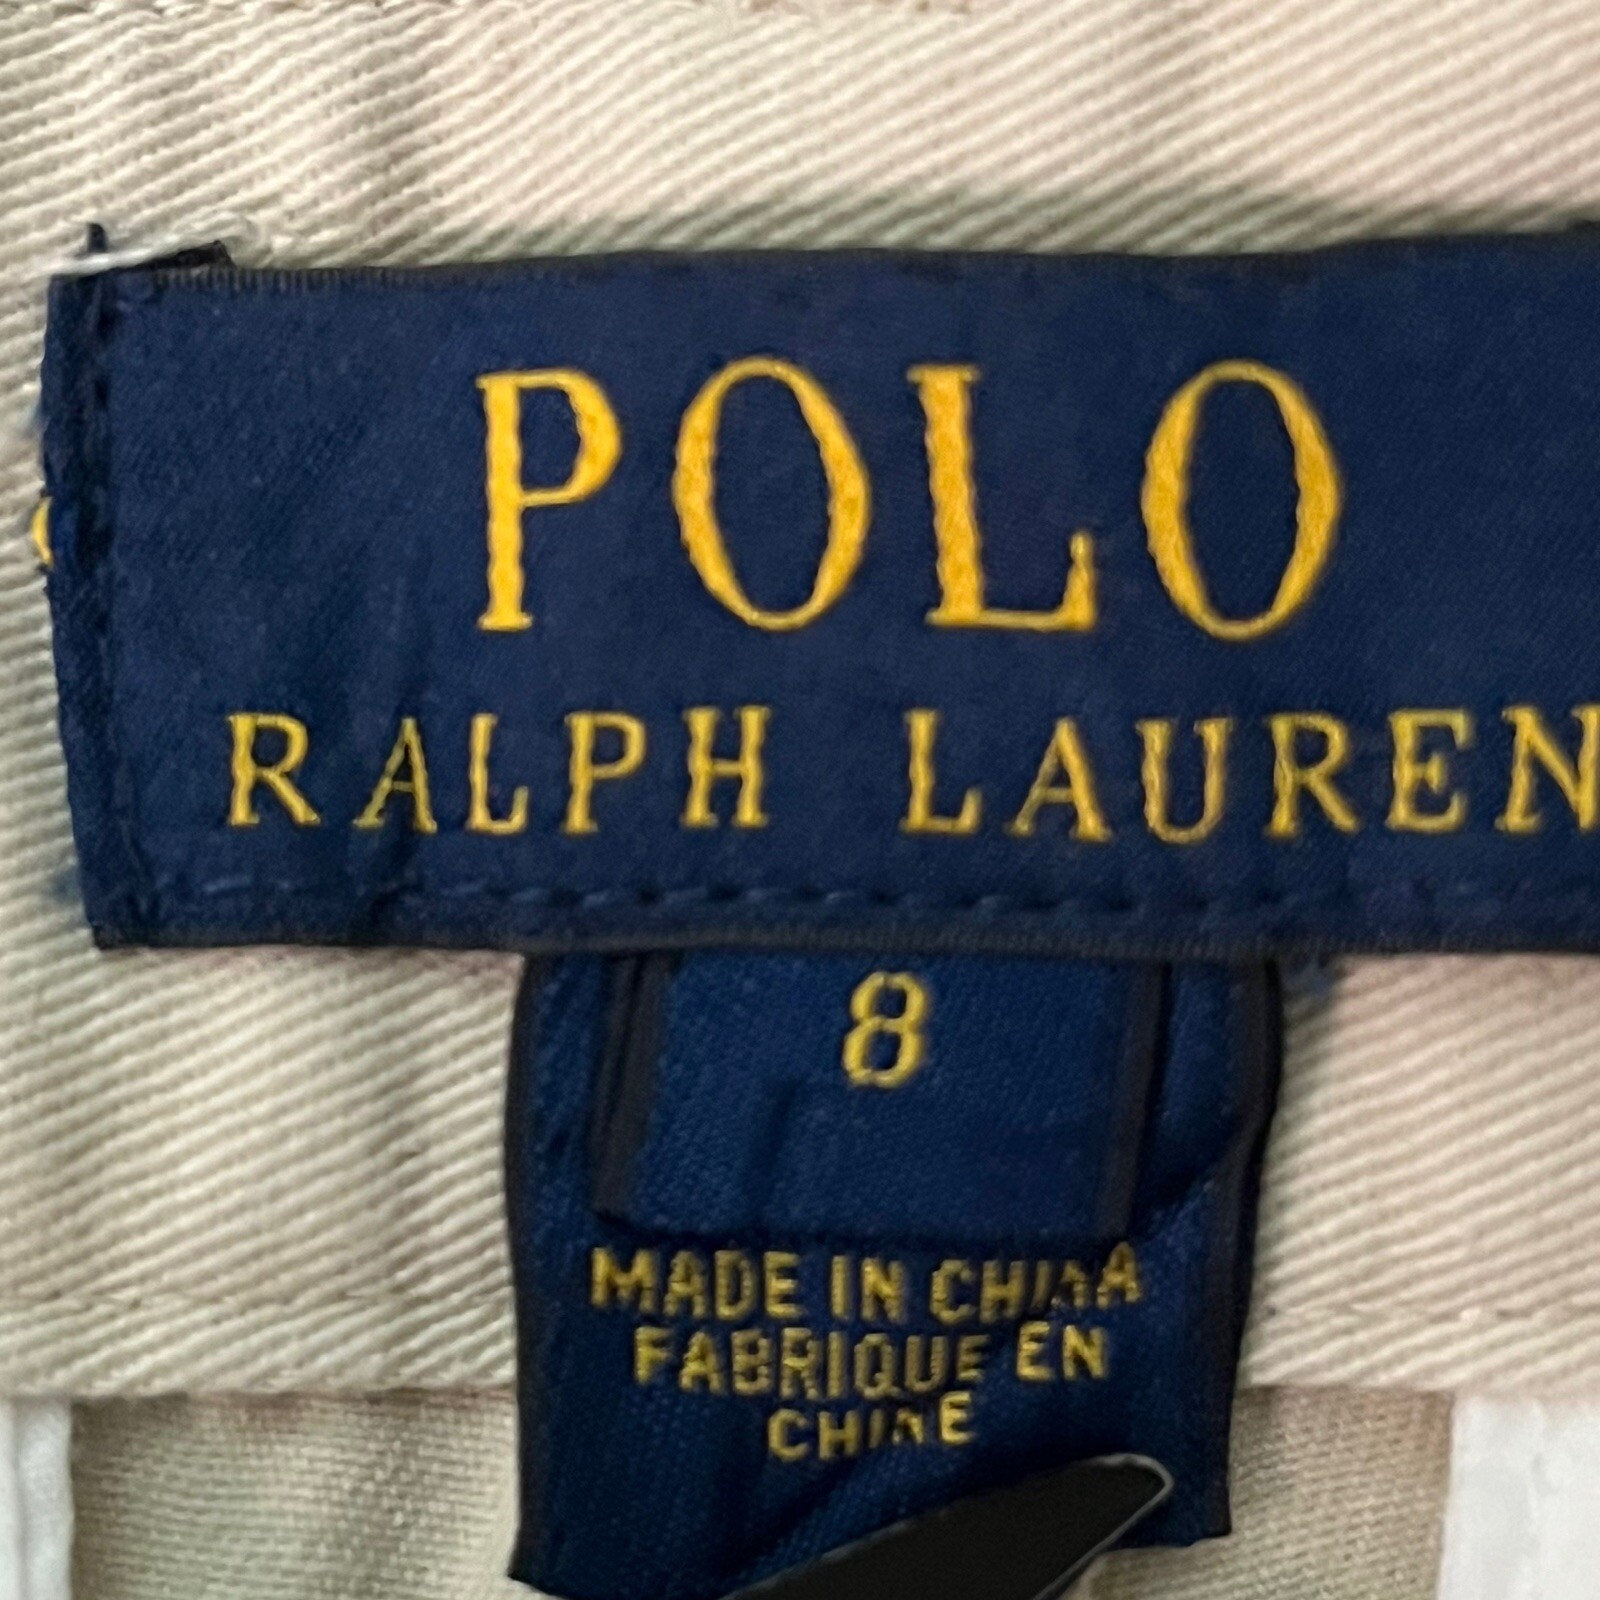 POLO
RALPH LAUREN
8
MADE IN CHINA
FABRIQUE EN
CHINE